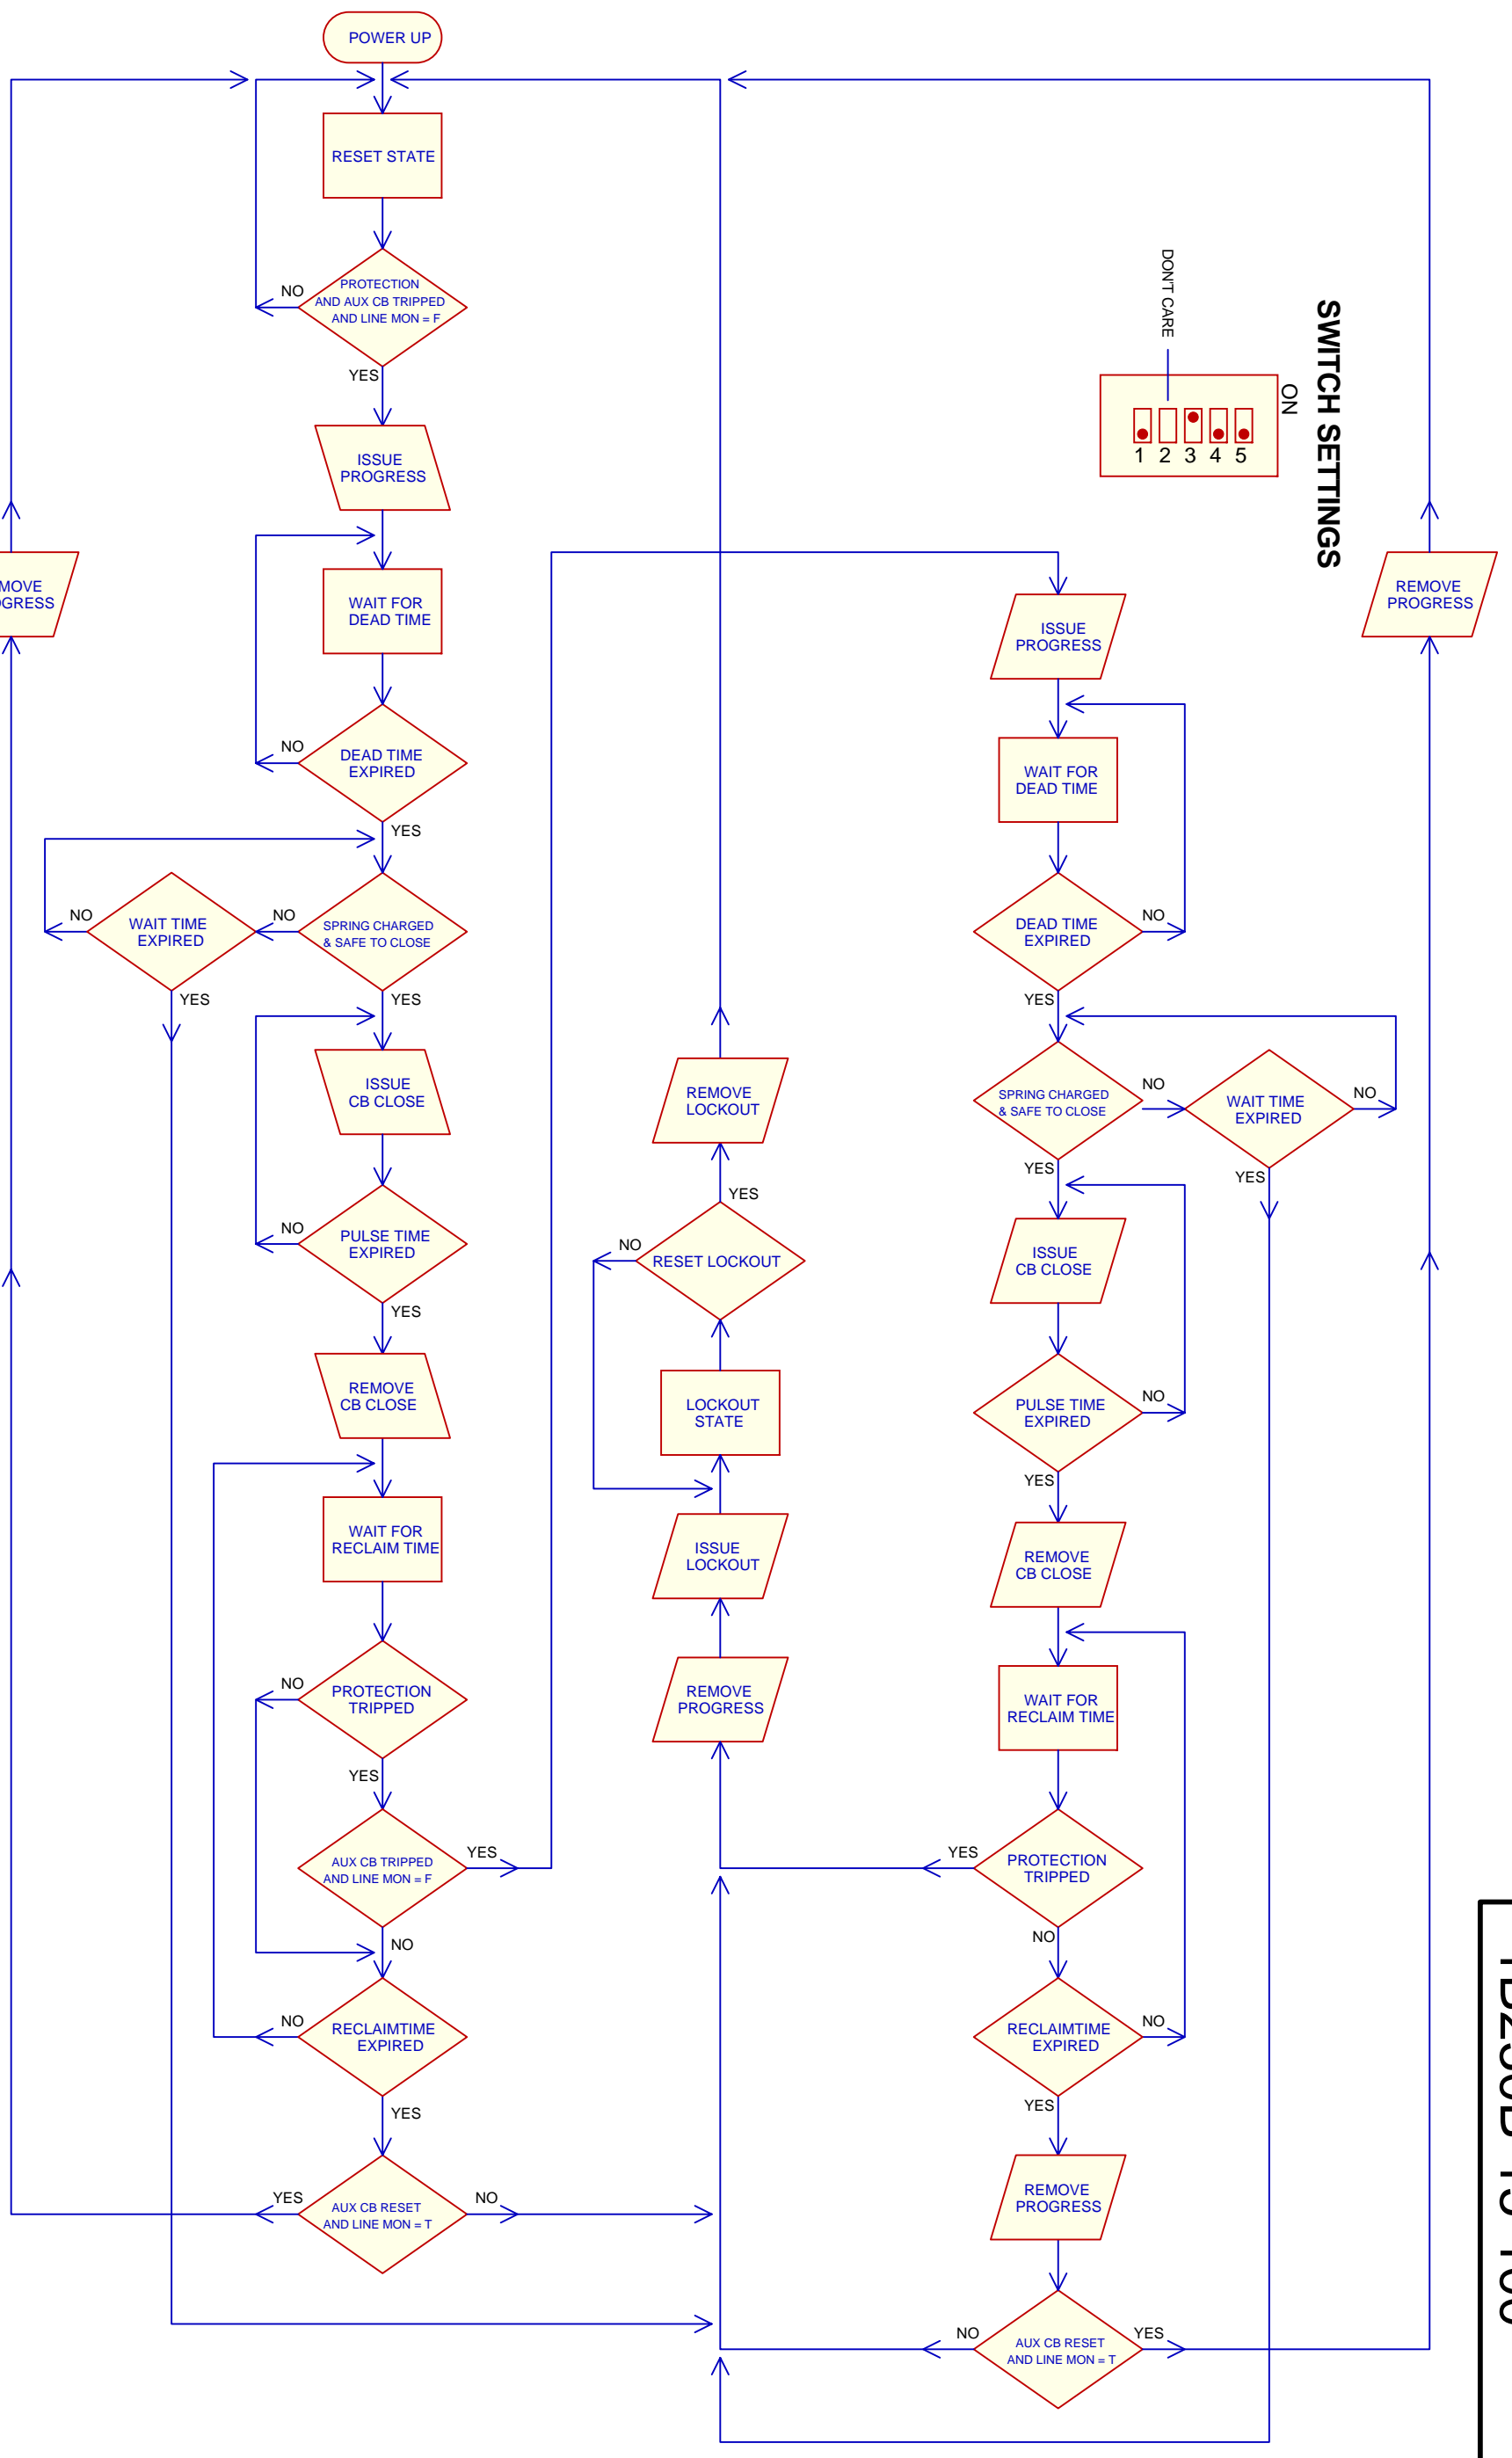 POWER UP
RESET STATE
PROTECTION
AND AUX CB TRIPPED
AND LINE MON = F
NO
YES
ISSUE
PROGRESS
WAIT FOR
DEAD TIME
DEAD TIME
EXPIRED
NO
YES
SPRING CHARGED
& SAFE TO CLOSE
NO
WAIT TIME
EXPIRED
NO
YES
YES
ISSUE
CB CLOSE
PULSE TIME
EXPIRED
NO
YES
REMOVE
CB CLOSE
WAIT FOR
RECLAIM TIME
PROTECTION
TRIPPED
NO
YES
AUX CB TRIPPED
AND LINE MON = F
YES
NO
RECLAIMTIME
EXPIRED
NO
YES
AUX CB RESET
AND LINE MON = T
YES
NO
REMOVE
LOCKOUT
YES
RESET LOCKOUT
NO
LOCKOUT
STATE
ISSUE
LOCKOUT
REMOVE
PROGRESS
SWITCH SETTINGS
ON
DON'T CARE
1 2 3 4 5
ISSUE
PROGRESS
WAIT FOR
DEAD TIME
DEAD TIME
EXPIRED
NO
YES
SPRING CHARGED
& SAFE TO CLOSE
NO
WAIT TIME
EXPIRED
NO
YES
YES
ISSUE
CB CLOSE
PULSE TIME
EXPIRED
NO
YES
REMOVE
CB CLOSE
WAIT FOR
RECLAIM TIME
PROTECTION
TRIPPED
YES
NO
RECLAIMTIME
EXPIRED
NO
YES
REMOVE
PROGRESS
AUX CB RESET
AND LINE MON = T
NO
YES
REMOVE
PROGRESS